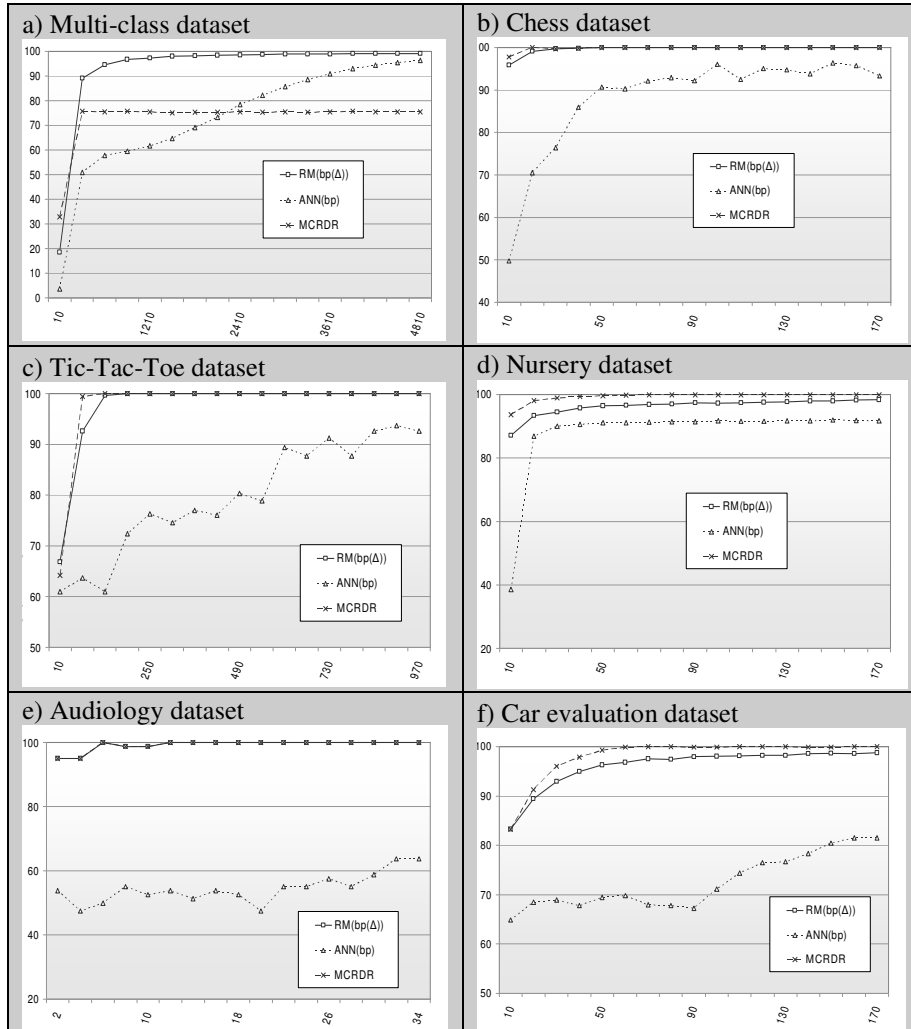 a) Multi-class dataset
100
90
80
70
60
50
40
30
20
10
0
RM(bp(Δ))
ANN(bp)
MCRDR
10
1210
2410
3610
4810
b) Chess dataset
00
90
80
70
60
50
40
RM(bp(Δ))
ANN(bp)
MCRDR
10
50
90
130
170
c) Tic-Tac-Toe dataset
100
90
80
70
60
50
RM(bp(Δ))
ANN(bp)
MCRDR
10
250
490
730
970
d) Nursery dataset
100
80
60
40
20
RM(bp(Δ))
ANN(bp)
MCRDR
10
50
90
130
170
e) Audiology dataset
100
80
60
40
20
RM(bp(Δ))
ANN(bp)
MCRDR
2
10
18
26
34
f) Car evaluation dataset
100
90
80
70
60
50
RM(bp(Δ))
ANN(bp)
MCRDR
10
50
90
130
170